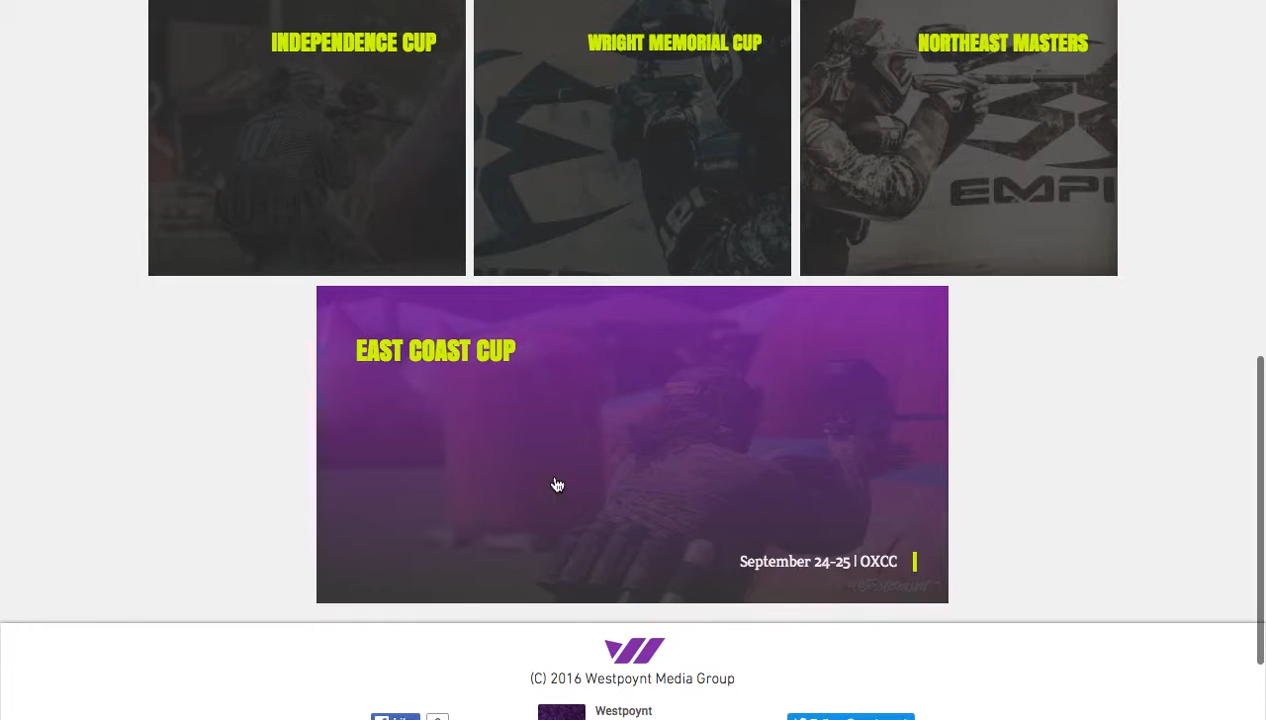 INDEPENDENCE CUP
WRIGHT MEMORIAL CUP
NORTHEAST MASTERS
EMPI
EAST COAST CUP
September 24-25 | OXCC
(C) 2016 Westpoynt Media Group
Westpoynt